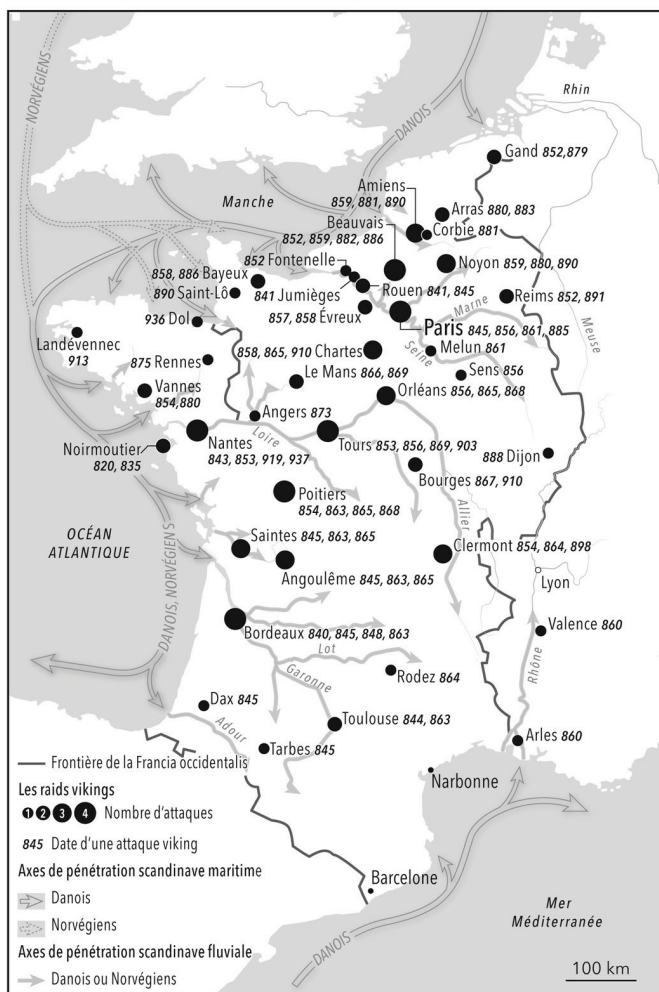 NORVÉGIENS
DANOIS
Rhin
Gand 852,879
Manche
Amiens
859, 881, 890
Arras 880, 883
Corbie 881
Beauvais
852, 859, 882, 886
852 Fontenelle
Noyon 859, 880, 890
858, 886 Bayeux
890 Saint-Lô
841 Jumièges
Rouen 841, 845
Reims 852, 891
857, 858 Évreux
Marne
Meuse
936 Dol
Paris 845, 856, 861, 885
Landévennec
913
858, 865, 910 Chartes
Seine
Melun 861
875 Rennes
Le Mans 866, 869
Sens 856
Vannes
854,880
Orléans
856, 865, 868
Angers 873
Loire
Noirmoutier
820, 835
Nantes
843, 853, 919, 937
Tours 853, 856, 869, 903
888 Dijon
Bourges 867, 910
Poitiers
854, 863, 865, 868
Allier
OCÉAN
ATLANTIQUE
Saintes 845, 863, 865
Clermont 854, 864, 898
Angoulême 845, 863, 865
Lyon
DANOIS, NORVÉGIENS
Bordeaux 840, 845, 848, 863
Valence 860
Lot
Rhône
Garonne
Rodez 864
Dax 845
Adour
Toulouse 844, 863
Tarbes 845
Arles 860
Narbonne
Frontière de la Francia occidentalis
Les raids vikings
1 2 3 4 Nombre d'attaques
845 Date d'une attaque viking
Axes de pénétration scandinave maritime
Danois
Norvégiens
Axes de pénétration scandinave fluviale
Danois ou Norvégiens
Barcelone
Mer
Méditerranée
DANOIS
100 km